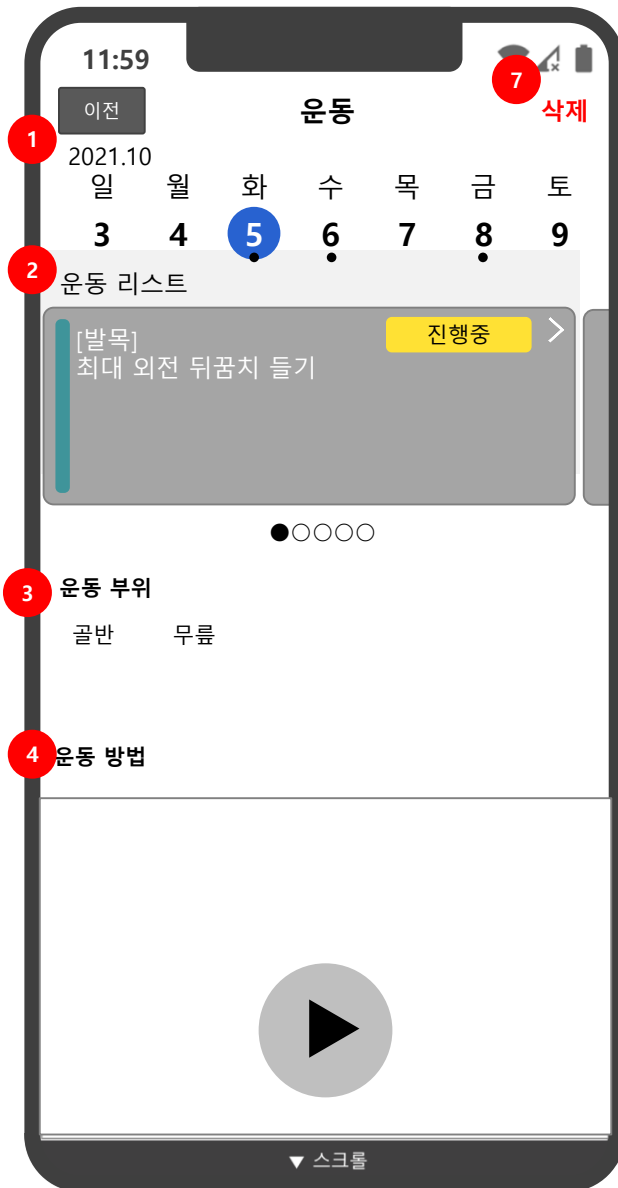 11:59
7
이전
운동
삭제
1
2021.10
일 월 화 수 목 금 토
3 4 5 6 7 8 9
2
운동 리스트
[발목]
진행중
최대 외전 뒤꿈치 들기
3
운동 부위
골반 무릎
4
운동 방법
▼ 스크롤